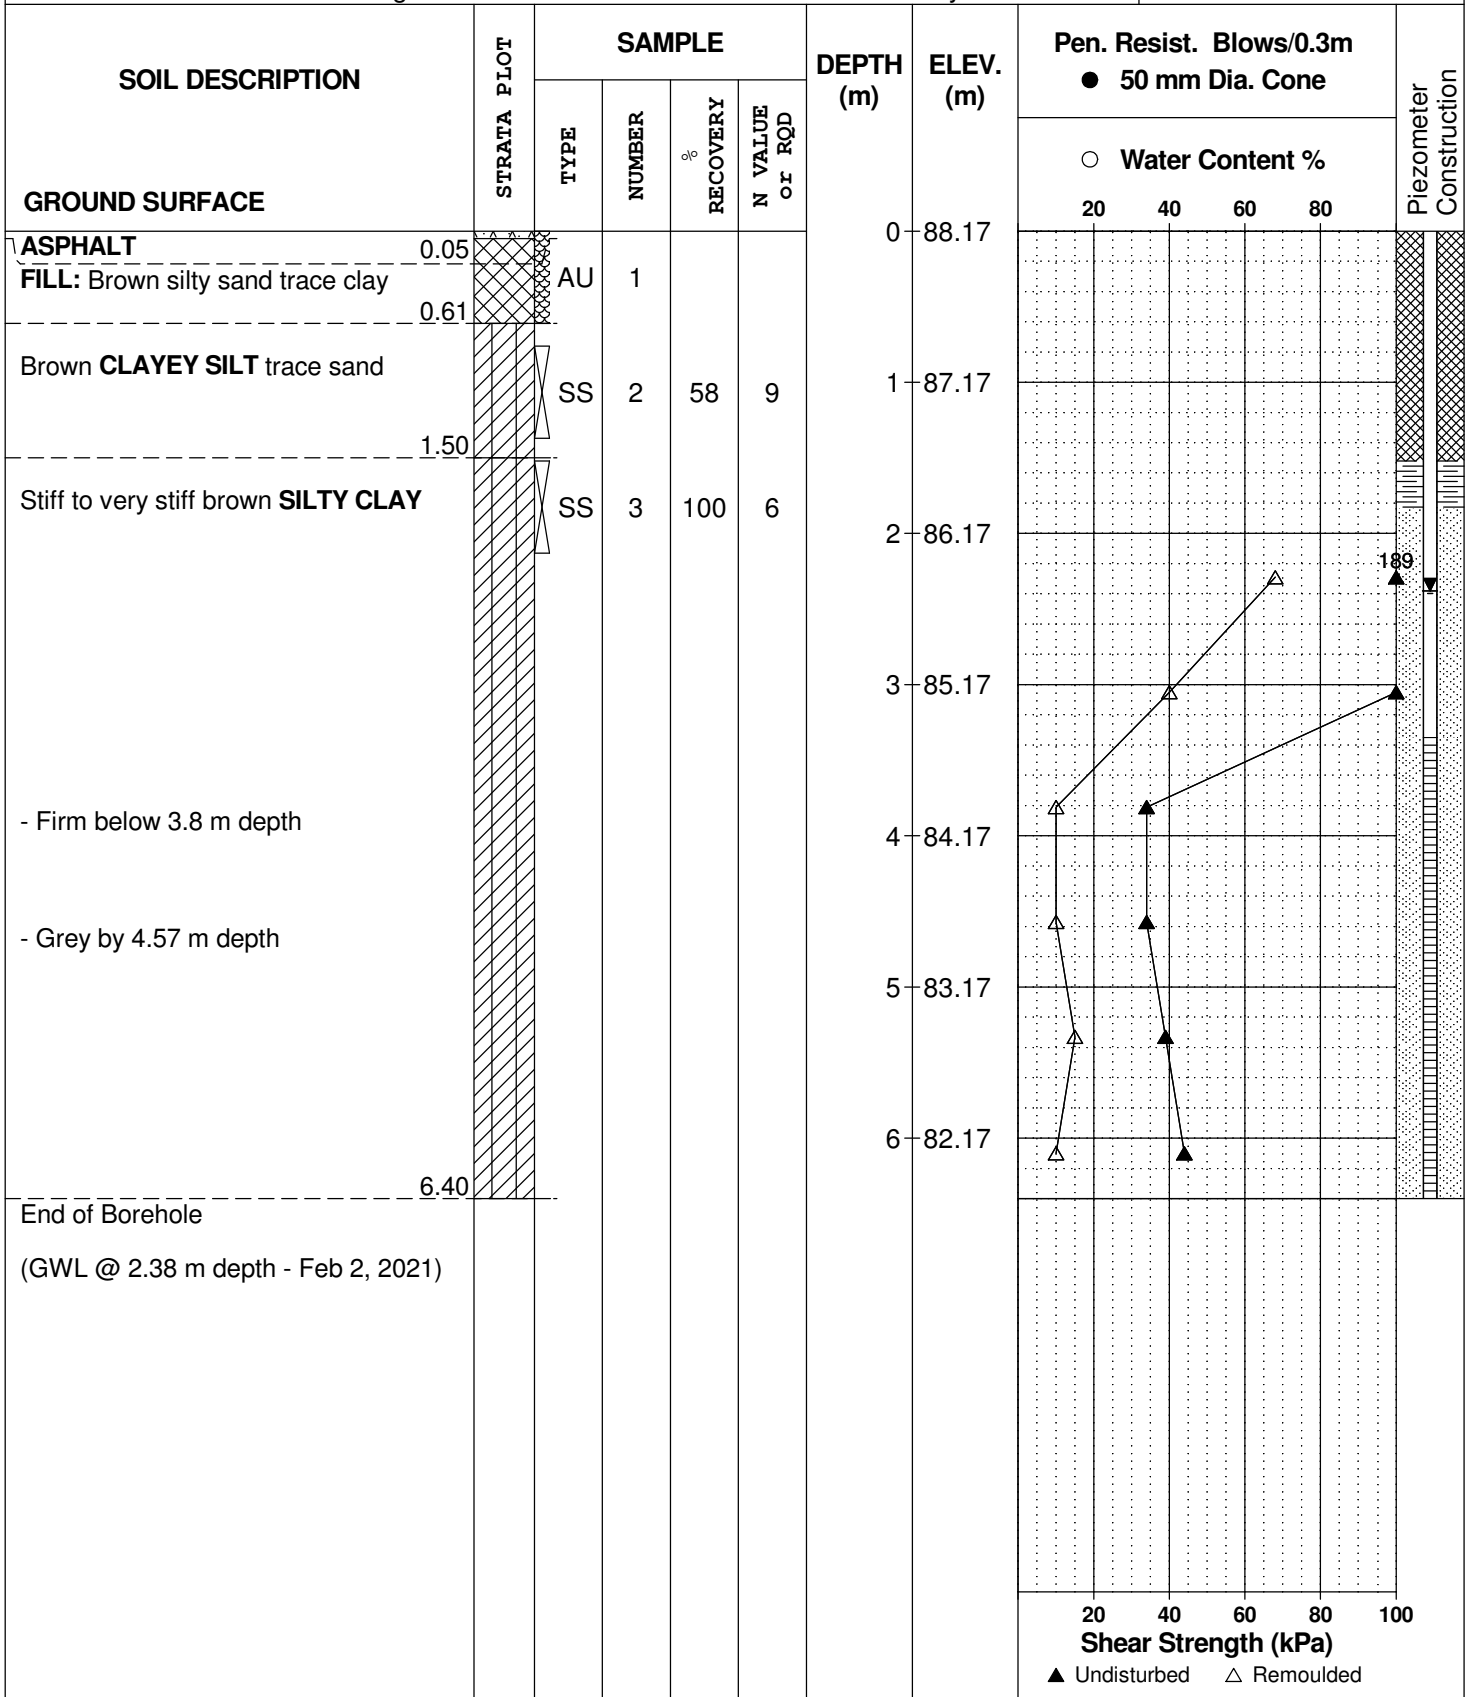 SOIL DESCRIPTION
GROUND SURFACE
STRATA PLOT
SAMPLE
TYPE
NUMBER
%
RECOVERY
N VALUE
or RQD
DEPTH
(m)
ELEV.
(m)
Pen. Resist. Blows/0.3m
● 50 mm Dia. Cone
○ Water Content %
20 40 60 80
Piezometer
Construction
0 88.17
ASPHALT 0.05
FILL: Brown silty sand trace clay
0.61
AU 1
Brown CLAYEY SILT trace sand
1 87.17
SS 2 58 9
1.50
Stiff to very stiff brown SILTY CLAY
SS 3 100 6
2 86.17
189
3 85.17
- Firm below 3.8 m depth
4 84.17
- Grey by 4.57 m depth
5 83.17
6 82.17
6.40
End of Borehole
(GWL @ 2.38 m depth - Feb 2, 2021)
20 40 60 80 100
Shear Strength (kPa)
▲ Undisturbed △ Remoulded